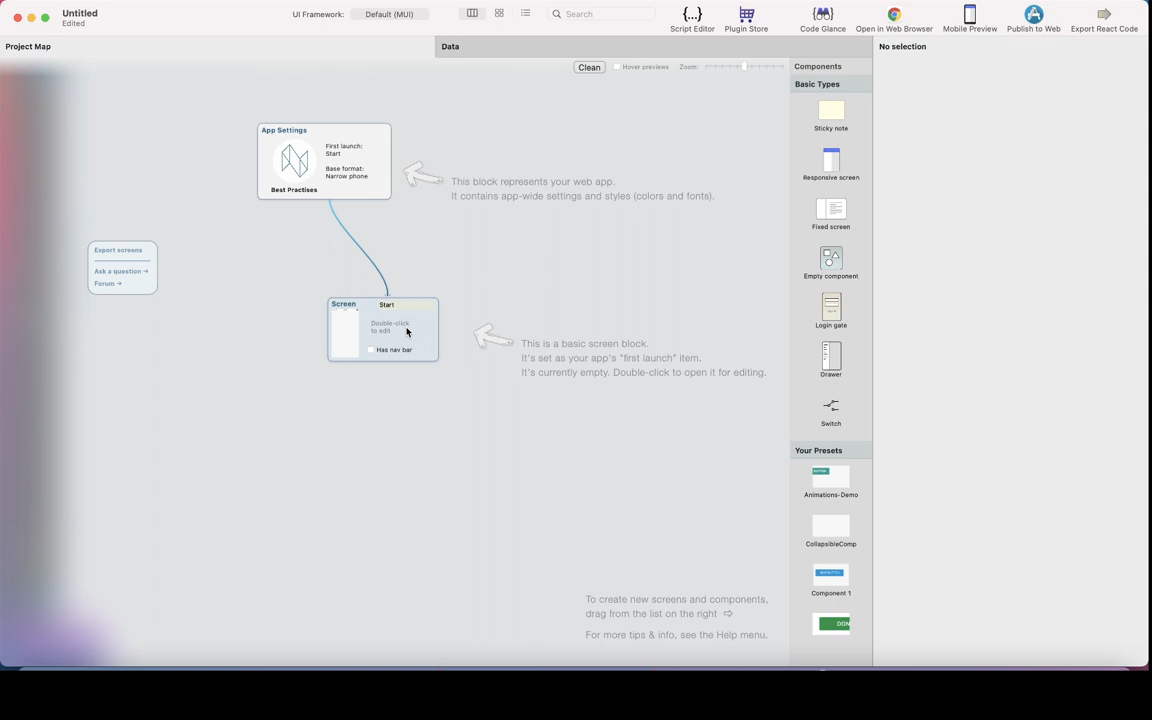 Untitled
Edited
UI Framework:
Default (MUI)
Search
Script Editor
Plugin Store
Code Glance
Open in Web Browser
Mobile Preview
Publish to Web
Export React Code
Project Map
Data
No selection
Clean
Hover previews
Zoom:
Components
Basic Types
Sticky note
Responsive screen
Fixed screen
Empty component
Login gate
Drawer
Switch
Your Presets
Animations-Demo
CollapsibleComp
Component 1
DON
App Settings
First launch:
Start
Base format:
Narrow phone
Best Practises
This block represents your web app.
It contains app-wide settings and styles (colors and fonts).
Export screens
Ask a question →
Forum →
Screen
Start
Double-click
to edit
Has nav bar
This is a basic screen block.
It's set as your app's "first launch" item.
It's currently empty. Double-click to open it for editing.
To create new screens and components,
drag from the list on the right ⇨
For more tips & info, see the Help menu.